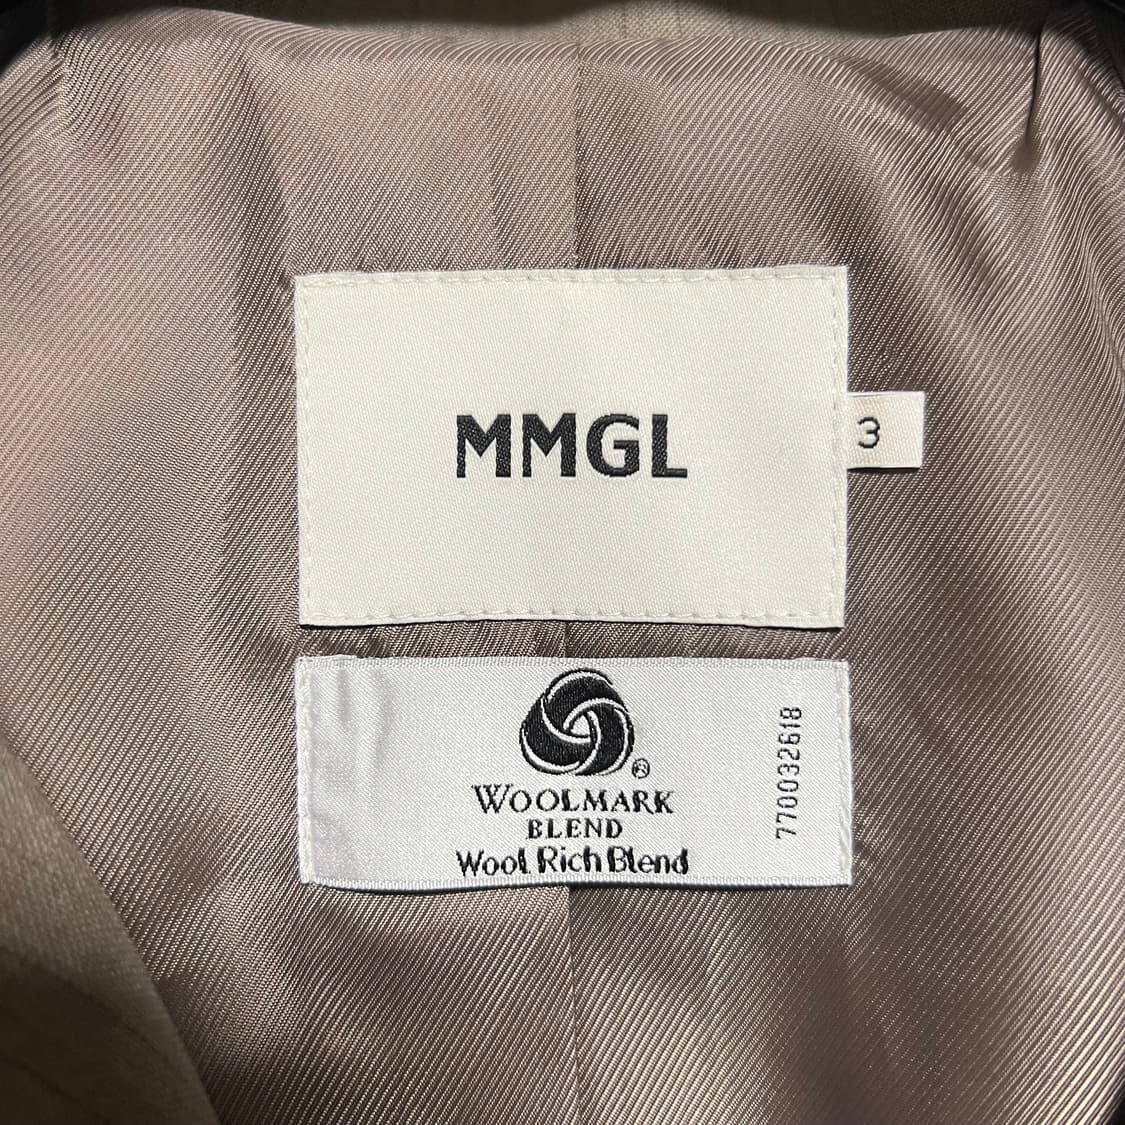 MMGL
3
®
WOOLMARK
BLEND
Wool Rich Blend
770032618